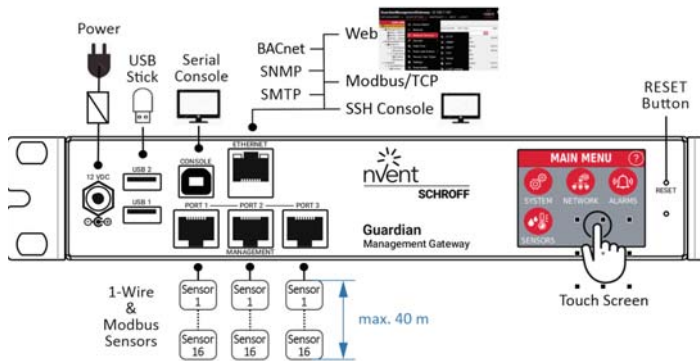 Power
USB
Stick
Serial
Console
BACnet
SNMP
SMTP
Web
Modbus/TCP
SSH Console
RESET
Button
12 VDC
USB 2
USB 1
CONSOLE
ETHERNET
PORT 1
PORT 2
PORT 3
MANAGEMENT
nVent
SCHROFF
Guardian
Management Gateway
MAIN MENU ?
SYSTEM NETWORK ALARMS
SENSORS
RESET
Touch Screen
1-Wire
&
Modbus
Sensors
Sensor
1
Sensor
1
Sensor
1
Sensor
16
Sensor
16
Sensor
16
max. 40 m